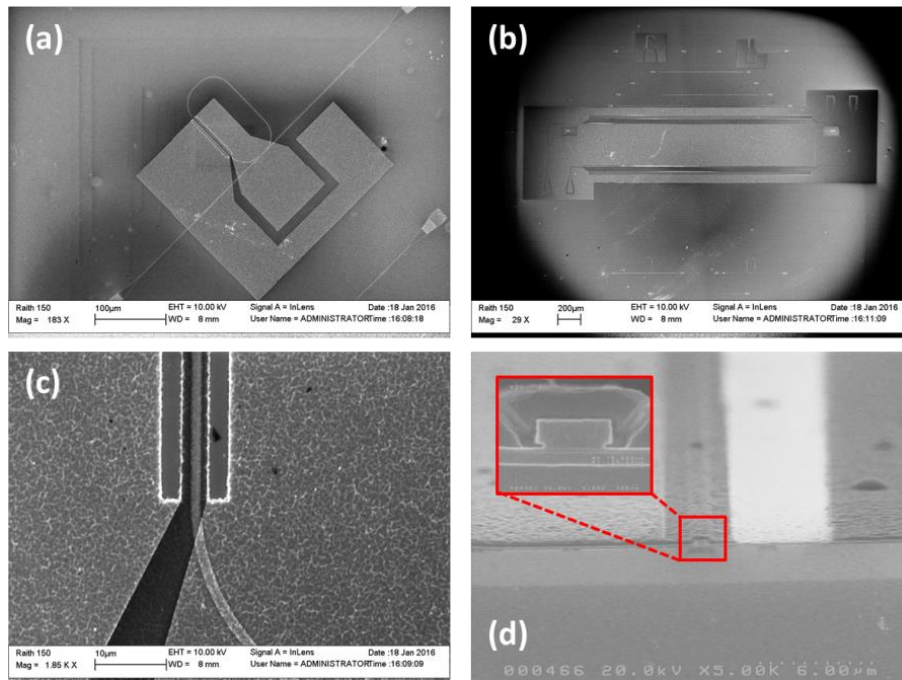 (a)
Raith 150 100µm EHT = 10.00 kV Signal A = InLens Date :18 Jan 2016
Mag = 183 X WD = 8 mm User Name = ADMINISTRATOR Time :16:08:18
(b)
Raith 150 200µm EHT = 10.00 kV Signal A = InLens Date :18 Jan 2016
Mag = 29 X WD = 8 mm User Name = ADMINISTRATOR Time :16:11:09
(c)
Raith 150 10µm EHT = 10.00 kV Signal A = InLens Date :18 Jan 2016
Mag = 1.85 K X WD = 8 mm User Name = ADMINISTRATOR Time :16:09:09
(d)
000466 20.0kV X5.00K 6.00µm